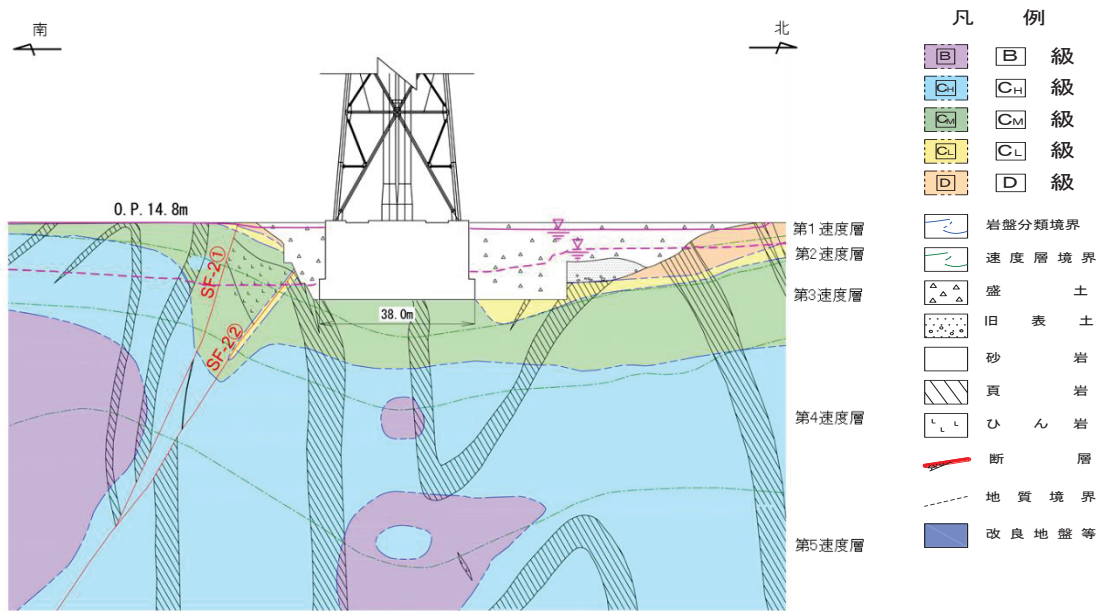 南
北
O.P.14.8m
SF-2①
SF-2②
38.0m
第1速度層
第2速度層
第3速度層
第4速度層
第5速度層
凡 例
B B 級
CH CH 級
CM CM 級
CL CL 級
D D 級
岩盤分類境界
速度層境界
盛土
旧表土
砂岩
頁岩
ひん岩
断層
地質境界
改良地盤等